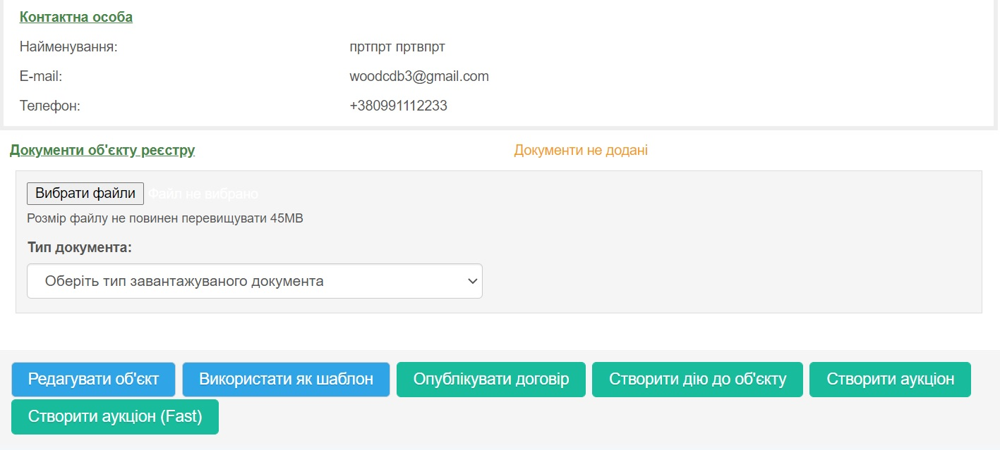 Контактна особа
Найменування: пртпрт пртвпрт
E-mail: woodcdb3@gmail.com
Телефон: +380991112233
Документи об'єкту реєстру Документи не додані
Вибрати файли Файл не вибрано
Розмір файлу не повинен перевищувати 45MB
Тип документа:
Оберіть тип завантажуваного документа
Редагувати об'єкт Використати як шаблон Опублікувати договір Створити дію до об'єкту Створити аукціон
Створити аукціон (Fast)